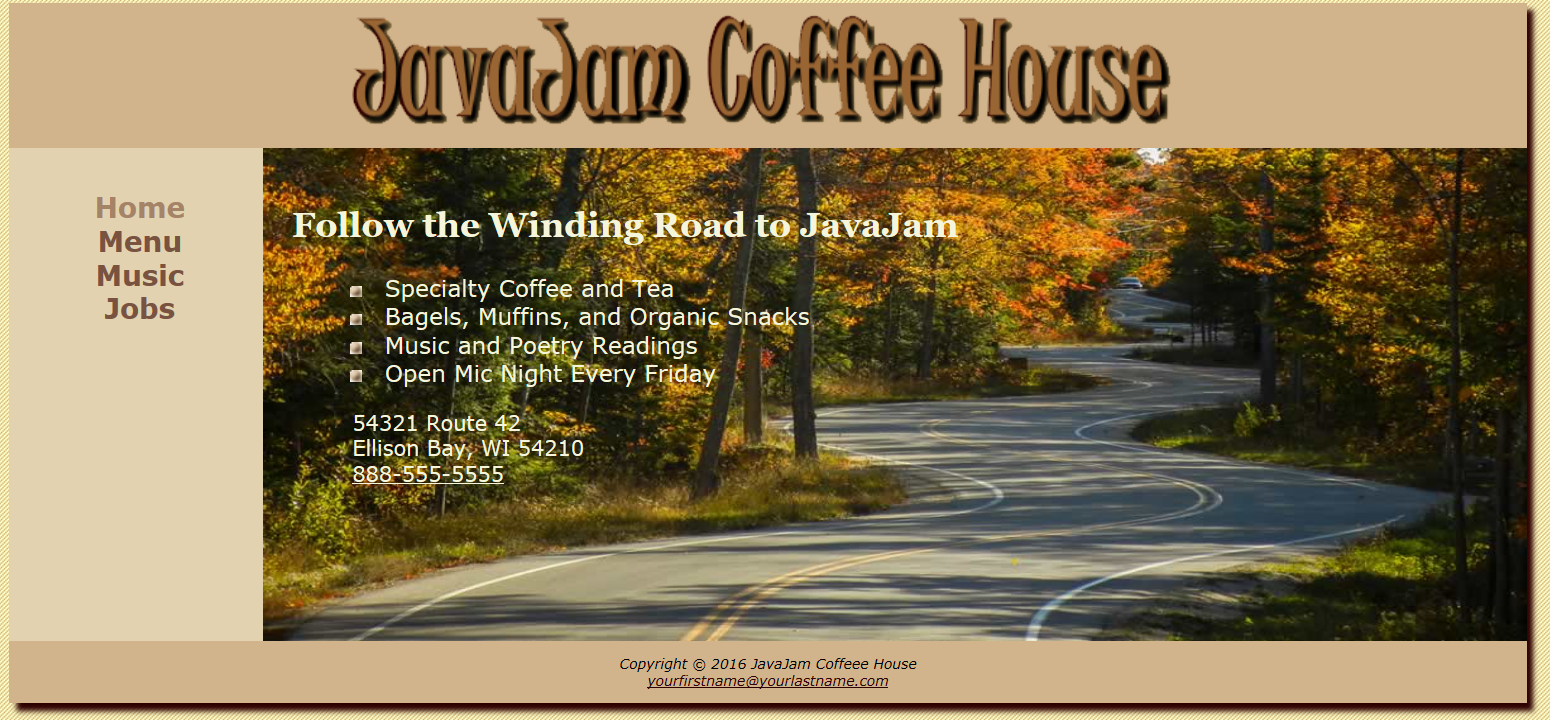 JavaJam Coffee House
Home
Menu
Music
Jobs
Follow the Winding Road to JavaJam
Specialty Coffee and Tea
Bagels, Muffins, and Organic Snacks
Music and Poetry Readings
Open Mic Night Every Friday
54321 Route 42
Ellison Bay, WI 54210
888-555-5555
Copyright © 2016 JavaJam Coffeee House
yourfirstname@yourlastname.com